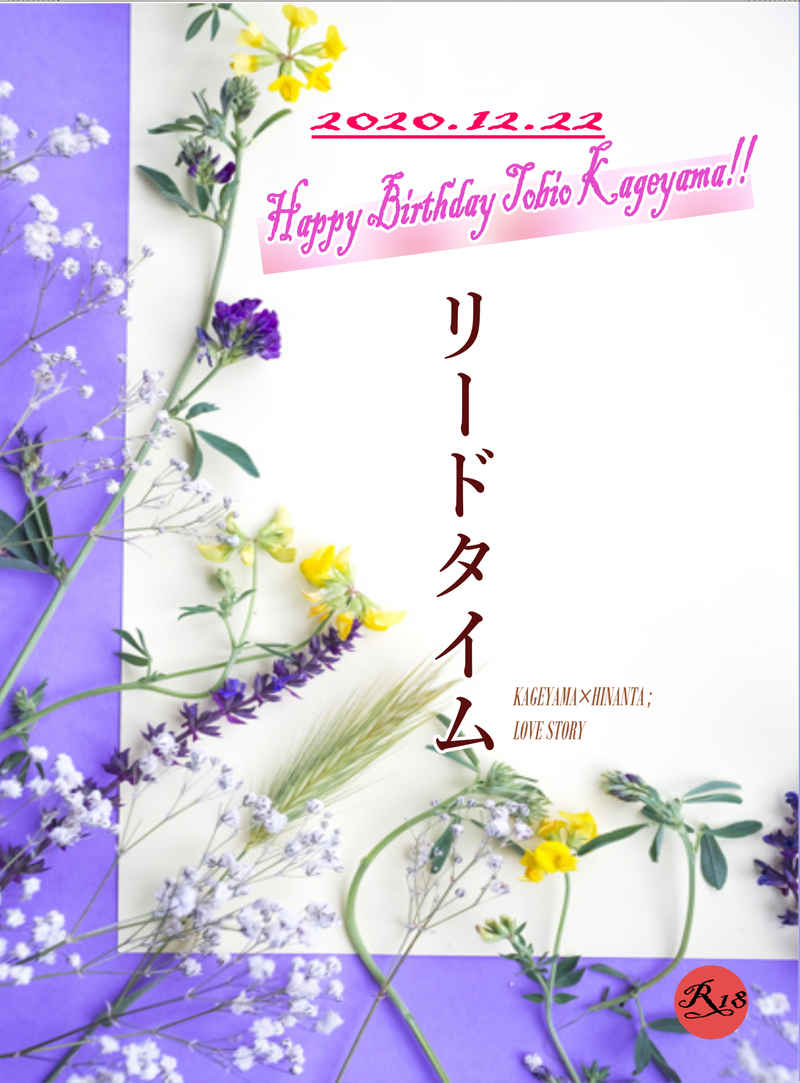 2020.12.22
Happy Birthday Tobio Kageyama!!
リードタイム
KAGEYAMA×HINANTA;
LOVE STORY
R18